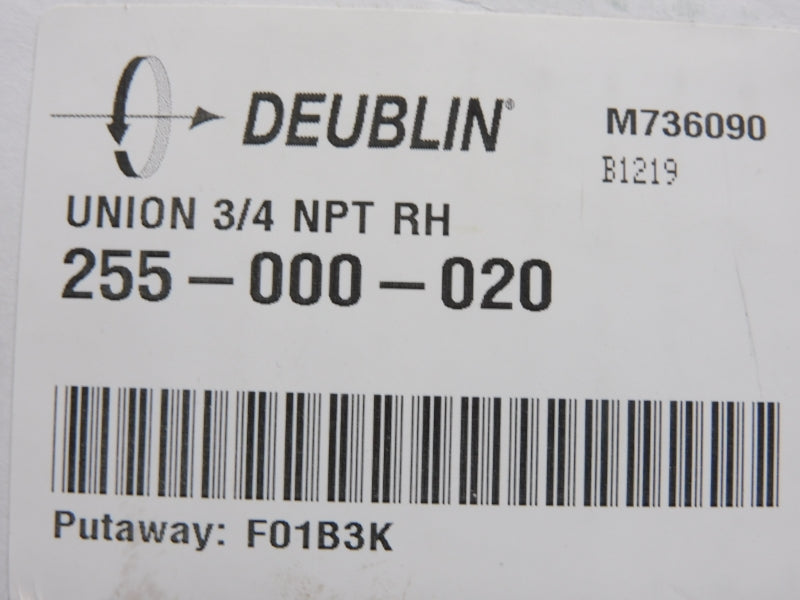 DEUBLIN®
M736090
B1219
UNION 3/4 NPT RH
255-000-020
Putaway: F01B3K